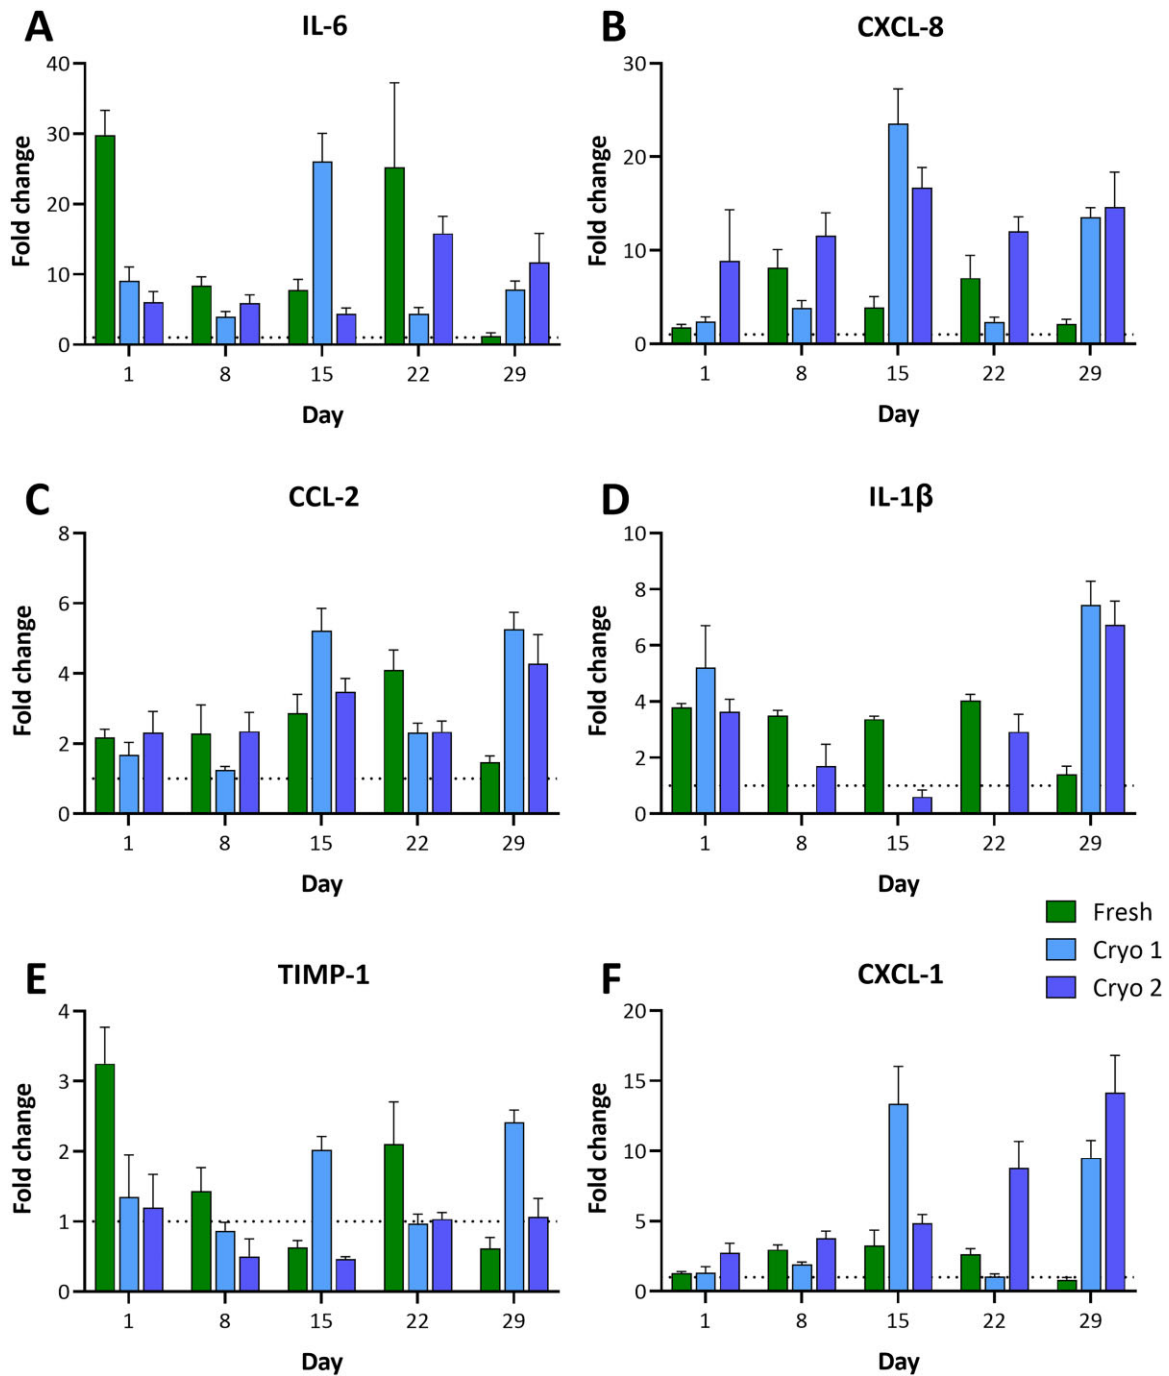 A
IL-6
Fold change
40
30
20
10
0
1 8 15 22 29
Day
B
CXCL-8
Fold change
30
20
10
0
1 8 15 22 29
Day
C
CCL-2
Fold change
8
6
4
2
0
1 8 15 22 29
Day
D
IL-1β
Fold change
10
8
6
4
2
0
1 8 15 22 29
Day
Fresh
Cryo 1
Cryo 2
E
TIMP-1
Fold change
4
3
2
1
0
1 8 15 22 29
Day
F
CXCL-1
Fold change
20
15
10
5
0
1 8 15 22 29
Day